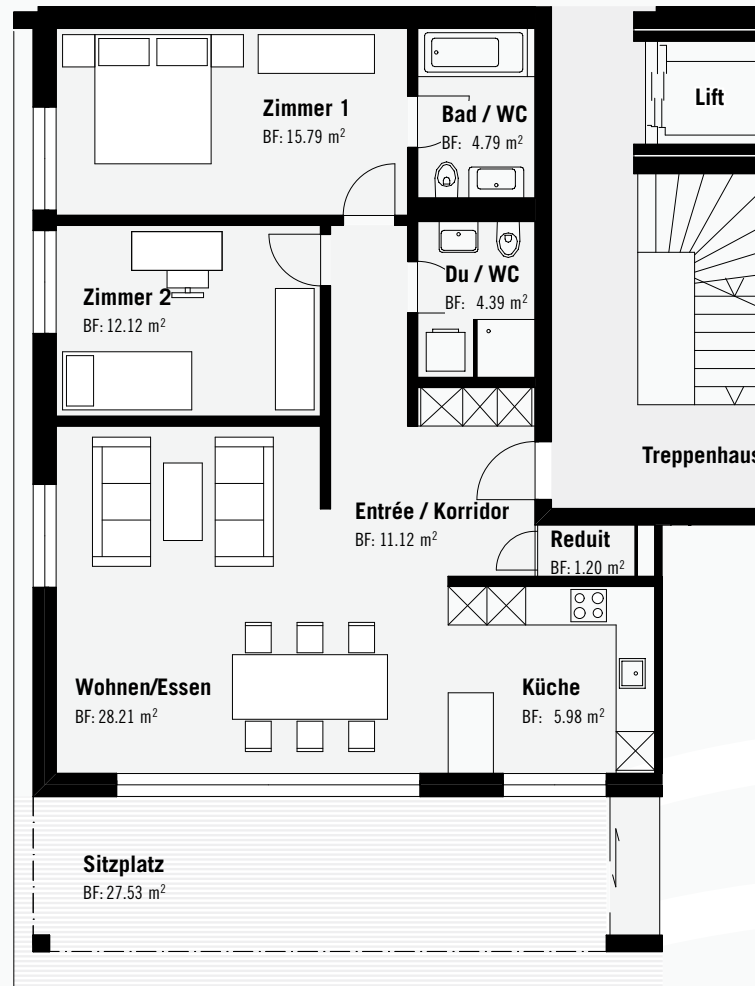 Zimmer 1
BF: 15.79 m²
Bad / WC
BF: 4.79 m²
Lift
Zimmer 2
BF: 12.12 m²
Du / WC
BF: 4.39 m²
Treppenhaus
Entrée / Korridor
BF: 11.12 m²
Reduit
BF: 1.20 m²
Wohnen/Essen
BF: 28.21 m²
Küche
BF: 5.98 m²
Sitzplatz
BF: 27.53 m²